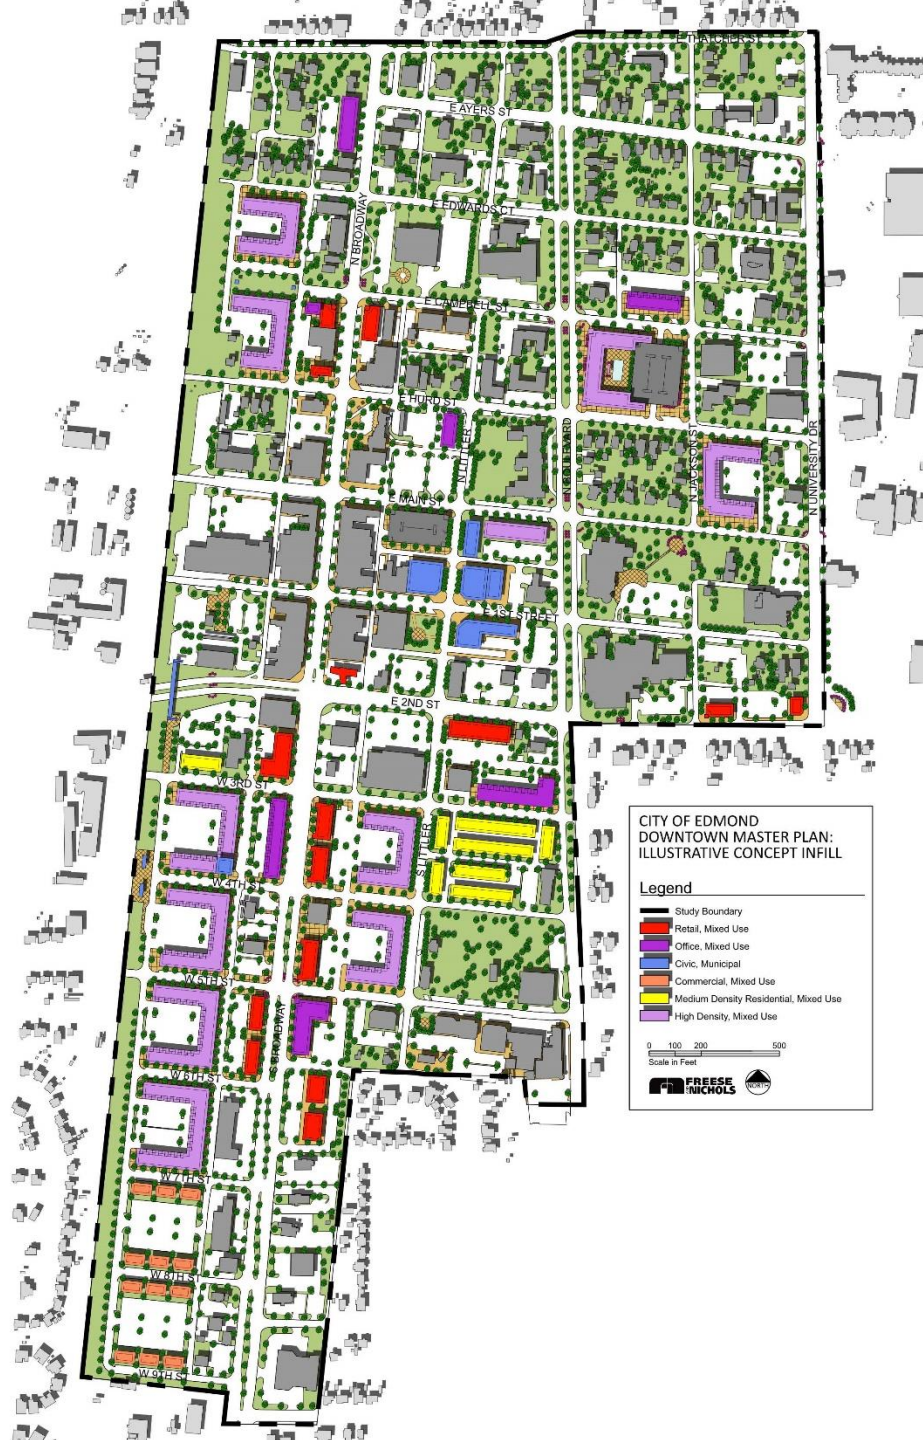 E THATCHER ST
E AYERS ST
E EDWARDS CT
N BROADWAY
E CAMPBELL ST
E HURD ST
N LITTLER
BOULEVARD
N JACKSON ST
N UNIVERSITY DR
E MAIN ST
E 1ST STREET
E 2ND ST
W 3RD ST
S LITTLER
W 4TH ST
W 5TH ST
S BROADWAY
W 6TH ST
W 7TH ST
W 8TH ST
W 9TH ST
CITY OF EDMOND
DOWNTOWN MASTER PLAN:
ILLUSTRATIVE CONCEPT INFILL
Legend
Study Boundary
Retail, Mixed Use
Office, Mixed Use
Civic, Municipal
Commercial, Mixed Use
Medium Density Residential, Mixed Use
High Density, Mixed Use
0 100 200 500
Scale in Feet
FREESE
NICHOLS
NORTH